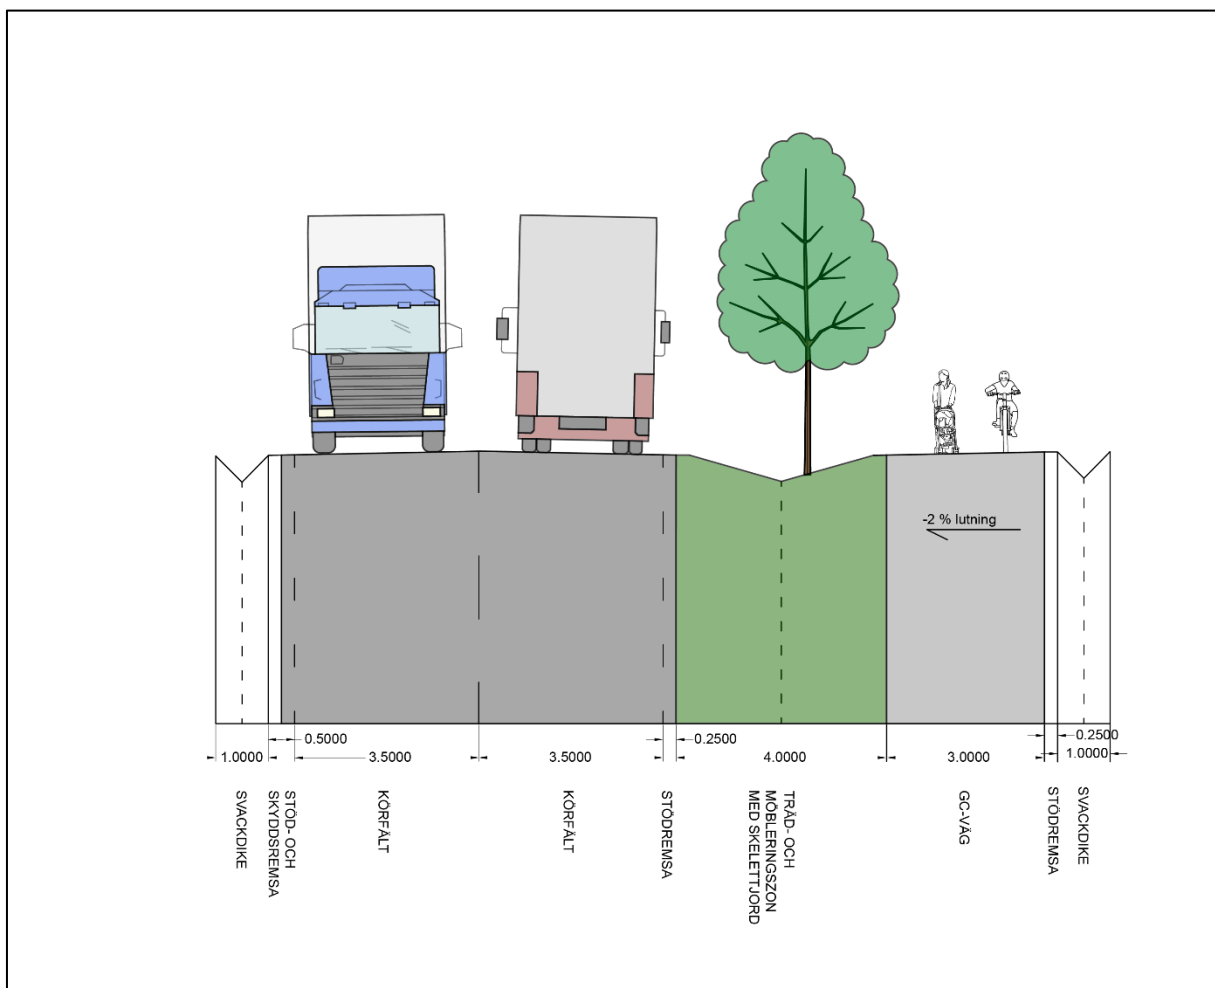 -2 % lutning
0.5000
0.2500
0.2500
1.0000
3.5000
3.5000
4.0000
3.0000
1.0000
SVACKDIKE
STÖD- OCH
SKYDDSREMSA
KÖRFÄLT
KÖRFÄLT
STÖDREMSA
TRÄD- OCH
MÖBLERINGSZON
MED SKELETTJORD
GC-VÄG
STÖDREMSA
SVACKDIKE